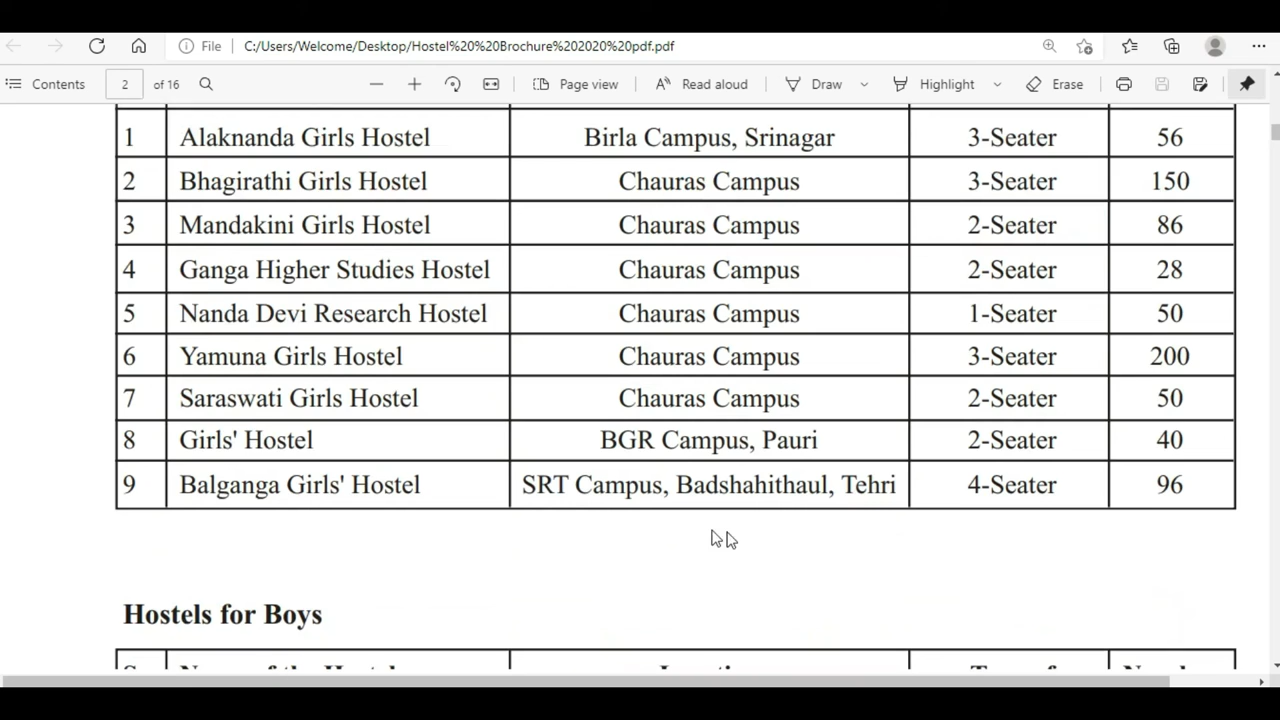 File C:/Users/Welcome/Desktop/Hostel%20%20Brochure%202020%20pdf.pdf
Contents 2 of 16 Page view Read aloud Draw Highlight Erase
1 Alaknanda Girls Hostel Birla Campus, Srinagar 3-Seater 56
2 Bhagirathi Girls Hostel Chauras Campus 3-Seater 150
3 Mandakini Girls Hostel Chauras Campus 2-Seater 86
4 Ganga Higher Studies Hostel Chauras Campus 2-Seater 28
5 Nanda Devi Research Hostel Chauras Campus 1-Seater 50
6 Yamuna Girls Hostel Chauras Campus 3-Seater 200
7 Saraswati Girls Hostel Chauras Campus 2-Seater 50
8 Girls' Hostel BGR Campus, Pauri 2-Seater 40
9 Balganga Girls' Hostel SRT Campus, Badshahithaul, Tehri 4-Seater 96
Hostels for Boys